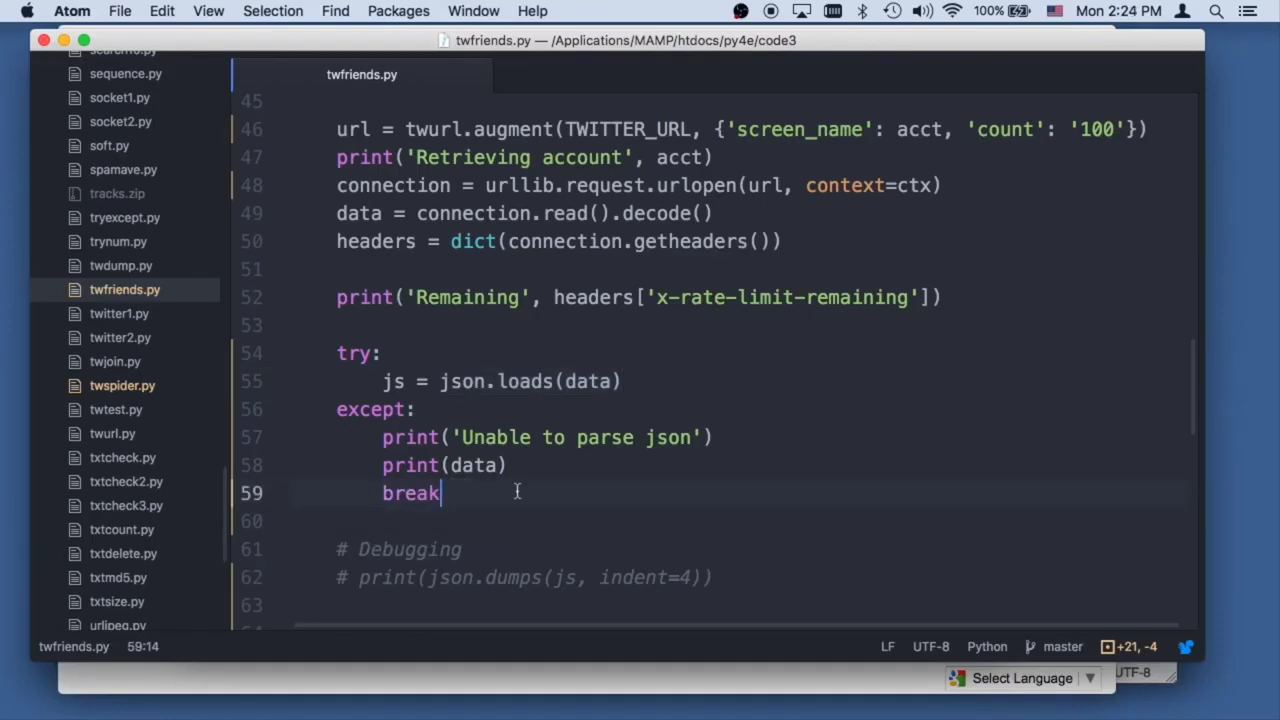 Atom File Edit View Selection Find Packages Window Help 100% Mon 2:24 PM
twfriends.py — /Applications/MAMP/htdocs/py4e/code3
sequence.py
socket1.py
socket2.py
soft.py
spamave.py
tracks.zip
tryexcept.py
trynum.py
twdump.py
twfriends.py
twitter1.py
twitter2.py
twjoin.py
twspider.py
twtest.py
twurl.py
txtcheck.py
txtcheck2.py
txtcheck3.py
txtcount.py
txtdelete.py
txtmd5.py
txtsize.py
urljpeg.py
twfriends.py
45
46 url = twurl.augment(TWITTER_URL, {'screen_name': acct, 'count': '100'})
47 print('Retrieving account', acct)
48 connection = urllib.request.urlopen(url, context=ctx)
49 data = connection.read().decode()
50 headers = dict(connection.getheaders())
51
52 print('Remaining', headers['x-rate-limit-remaining'])
53
54 try:
55 js = json.loads(data)
56 except:
57 print('Unable to parse json')
58 print(data)
59 break
60
61 # Debugging
62 # print(json.dumps(js, indent=4))
63
twfriends.py 59:14 LF UTF-8 Python master +21, -4
Select Language ▼ UTF-8